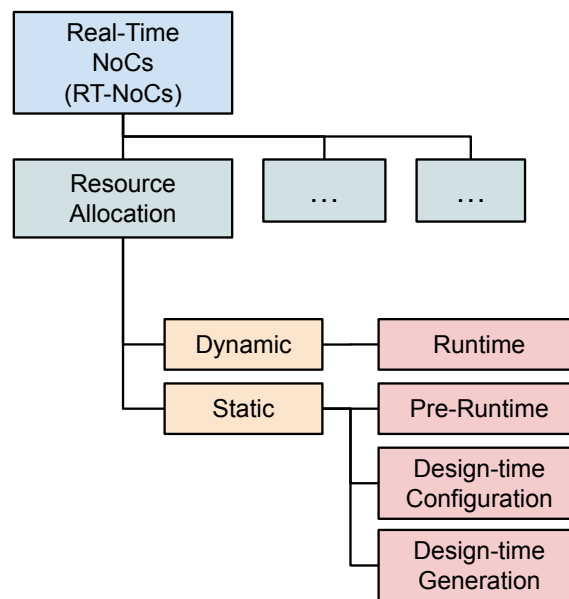 Real-Time
NoCs
(RT-NoCs)
Resource
Allocation
...
...
Dynamic
Runtime
Static
Pre-Runtime
Design-time
Configuration
Design-time
Generation